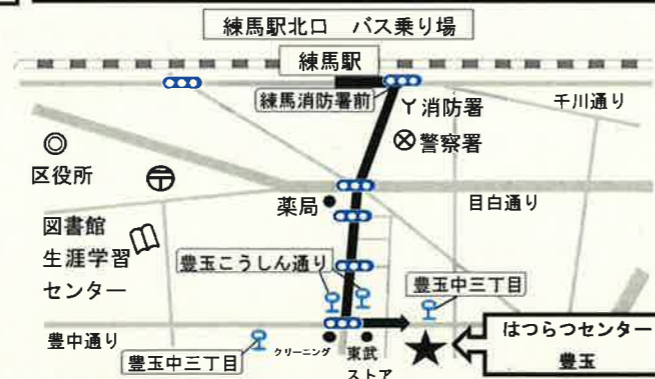 練馬駅北口　バス乗り場
練馬駅
練馬消防署前
消防署
千川通り
警察署
区役所
薬局
目白通り
図書館
生涯学習
センター
豊玉こうしん通り
豊玉中三丁目
豊中通り
豊玉中三丁目
クリーニング
東武
ストア
はつらつセンター
豊玉